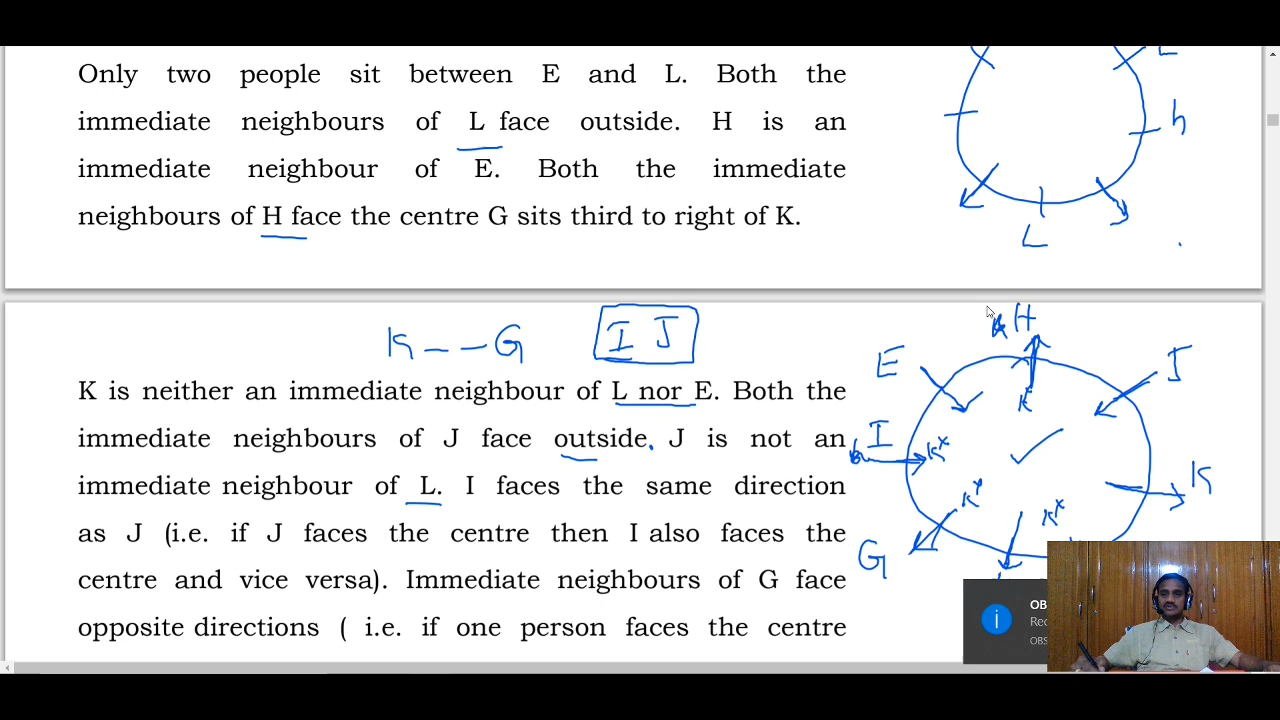 Only two people sit between E and L. Both the
immediate neighbours of L face outside. H is an
immediate neighbour of E. Both the immediate
neighbours of H face the centre G sits third to right of K.
h
L
K – – G
I J
H
E
J
K is neither an immediate neighbour of L nor E. Both the
immediate neighbours of J face outside. J is not an
I
K
immediate neighbour of L. I faces the same direction
as J (i.e. if J faces the centre then I also faces the
G
centre and vice versa). Immediate neighbours of G face
opposite directions ( i.e. if one person faces the centre
OB
Rec
OBS